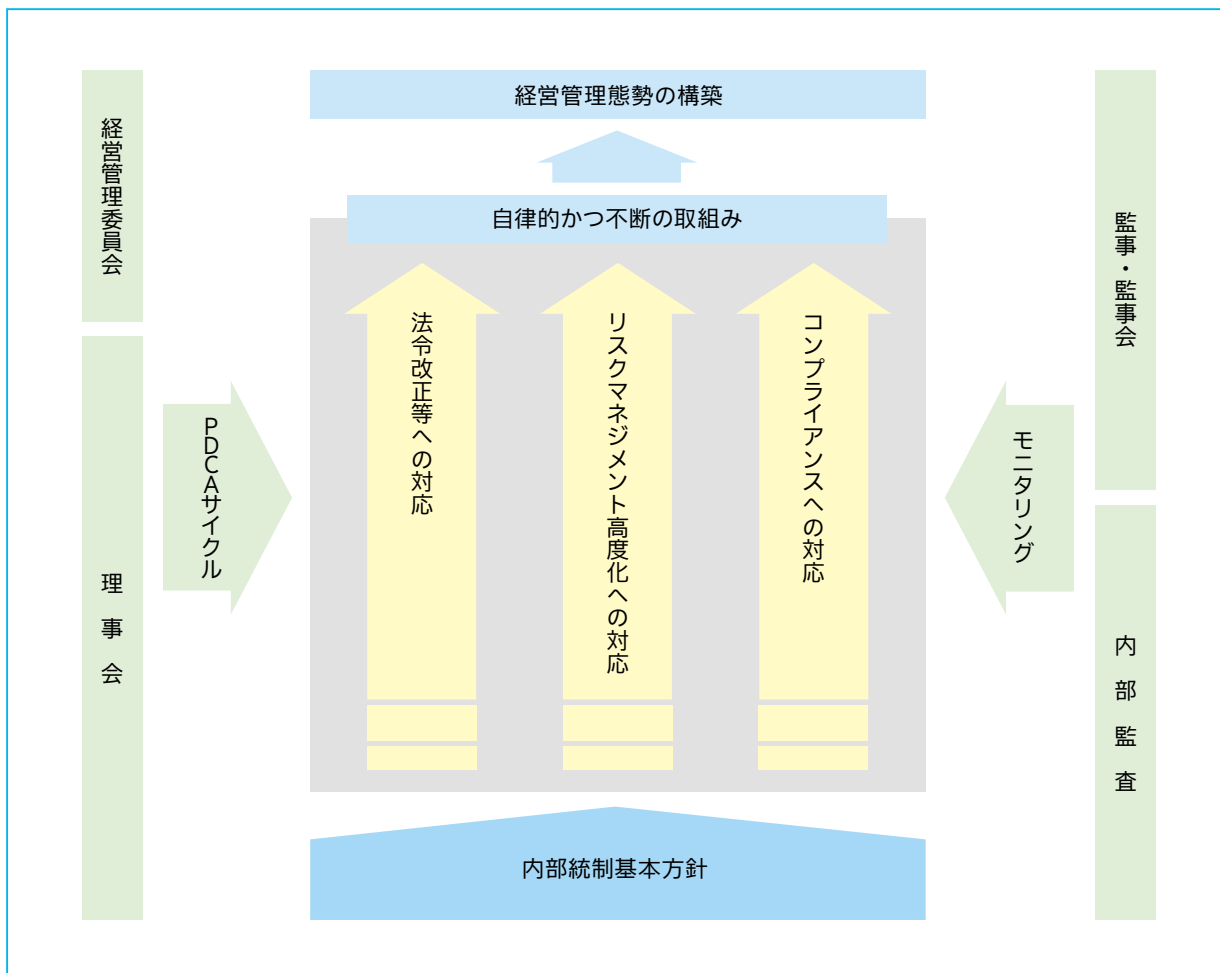 経営管理態勢の構築
自律的かつ不断の取組み
経営管理委員会
理事会
PDCAサイクル
法令改正等への対応
リスクマネジメント高度化への対応
コンプライアンスへの対応
モニタリング
監事・監事会
内部監査
内部統制基本方針